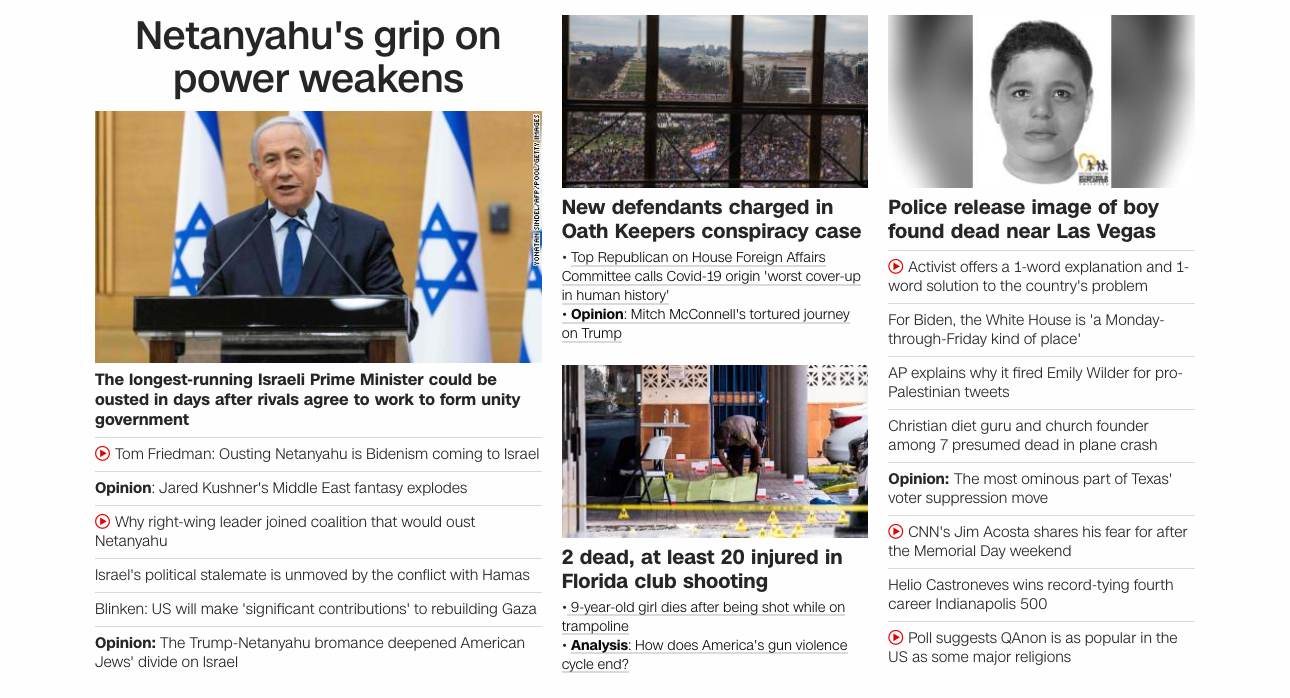 Netanyahu's grip on
power weakens
YONATAN SINDEL/AFP/POOL/GETTY IMAGES
The longest-running Israeli Prime Minister could be
ousted in days after rivals agree to work to form unity
government
Tom Friedman: Ousting Netanyahu is Bidenism coming to Israel
Opinion: Jared Kushner's Middle East fantasy explodes
Why right-wing leader joined coalition that would oust
Netanyahu
Israel's political stalemate is unmoved by the conflict with Hamas
Blinken: US will make 'significant contributions' to rebuilding Gaza
Opinion: The Trump-Netanyahu bromance deepened American
Jews' divide on Israel
New defendants charged in
Oath Keepers conspiracy case
• Top Republican on House Foreign Affairs
Committee calls Covid-19 origin 'worst cover-up
in human history'
• Opinion: Mitch McConnell's tortured journey
on Trump
2 dead, at least 20 injured in
Florida club shooting
• 9-year-old girl dies after being shot while on
trampoline
• Analysis: How does America's gun violence
cycle end?
Police release image of boy
found dead near Las Vegas
Activist offers a 1-word explanation and 1-
word solution to the country's problem
For Biden, the White House is 'a Monday-
through-Friday kind of place'
AP explains why it fired Emily Wilder for pro-
Palestinian tweets
Christian diet guru and church founder
among 7 presumed dead in plane crash
Opinion: The most ominous part of Texas'
voter suppression move
CNN's Jim Acosta shares his fear for after
the Memorial Day weekend
Helio Castroneves wins record-tying fourth
career Indianapolis 500
Poll suggests QAnon is as popular in the
US as some major religions